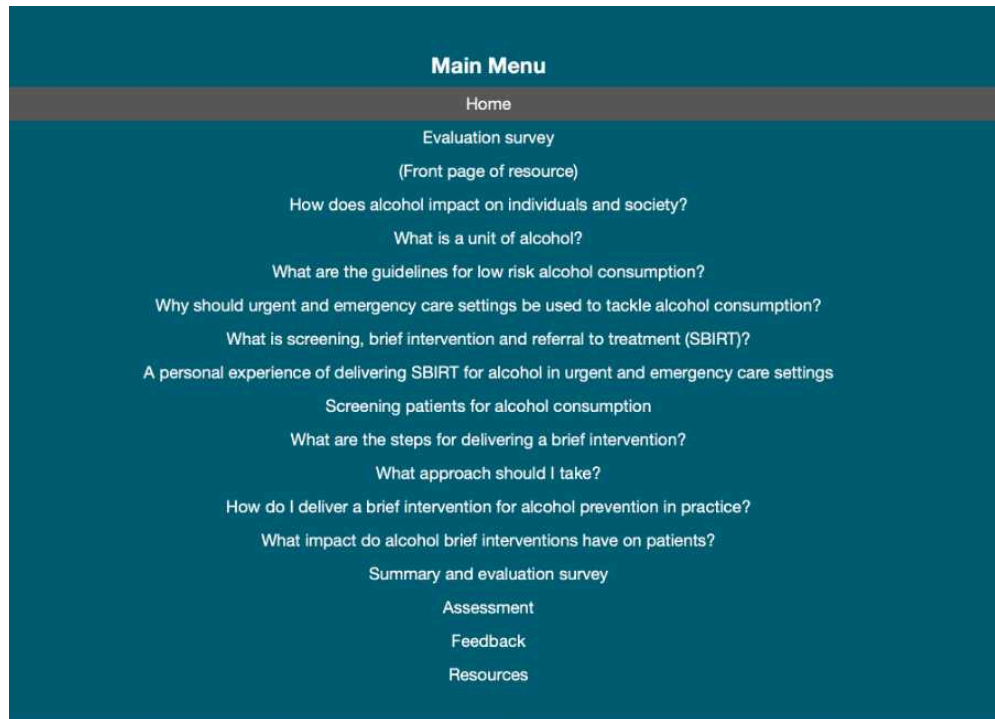 Main Menu
Home
Evaluation survey
(Front page of resource)
How does alcohol impact on individuals and society?
What is a unit of alcohol?
What are the guidelines for low risk alcohol consumption?
Why should urgent and emergency care settings be used to tackle alcohol consumption?
What is screening, brief intervention and referral to treatment (SBIRT)?
A personal experience of delivering SBIRT for alcohol in urgent and emergency care settings
Screening patients for alcohol consumption
What are the steps for delivering a brief intervention?
What approach should I take?
How do I deliver a brief intervention for alcohol prevention in practice?
What impact do alcohol brief interventions have on patients?
Summary and evaluation survey
Assessment
Feedback
Resources